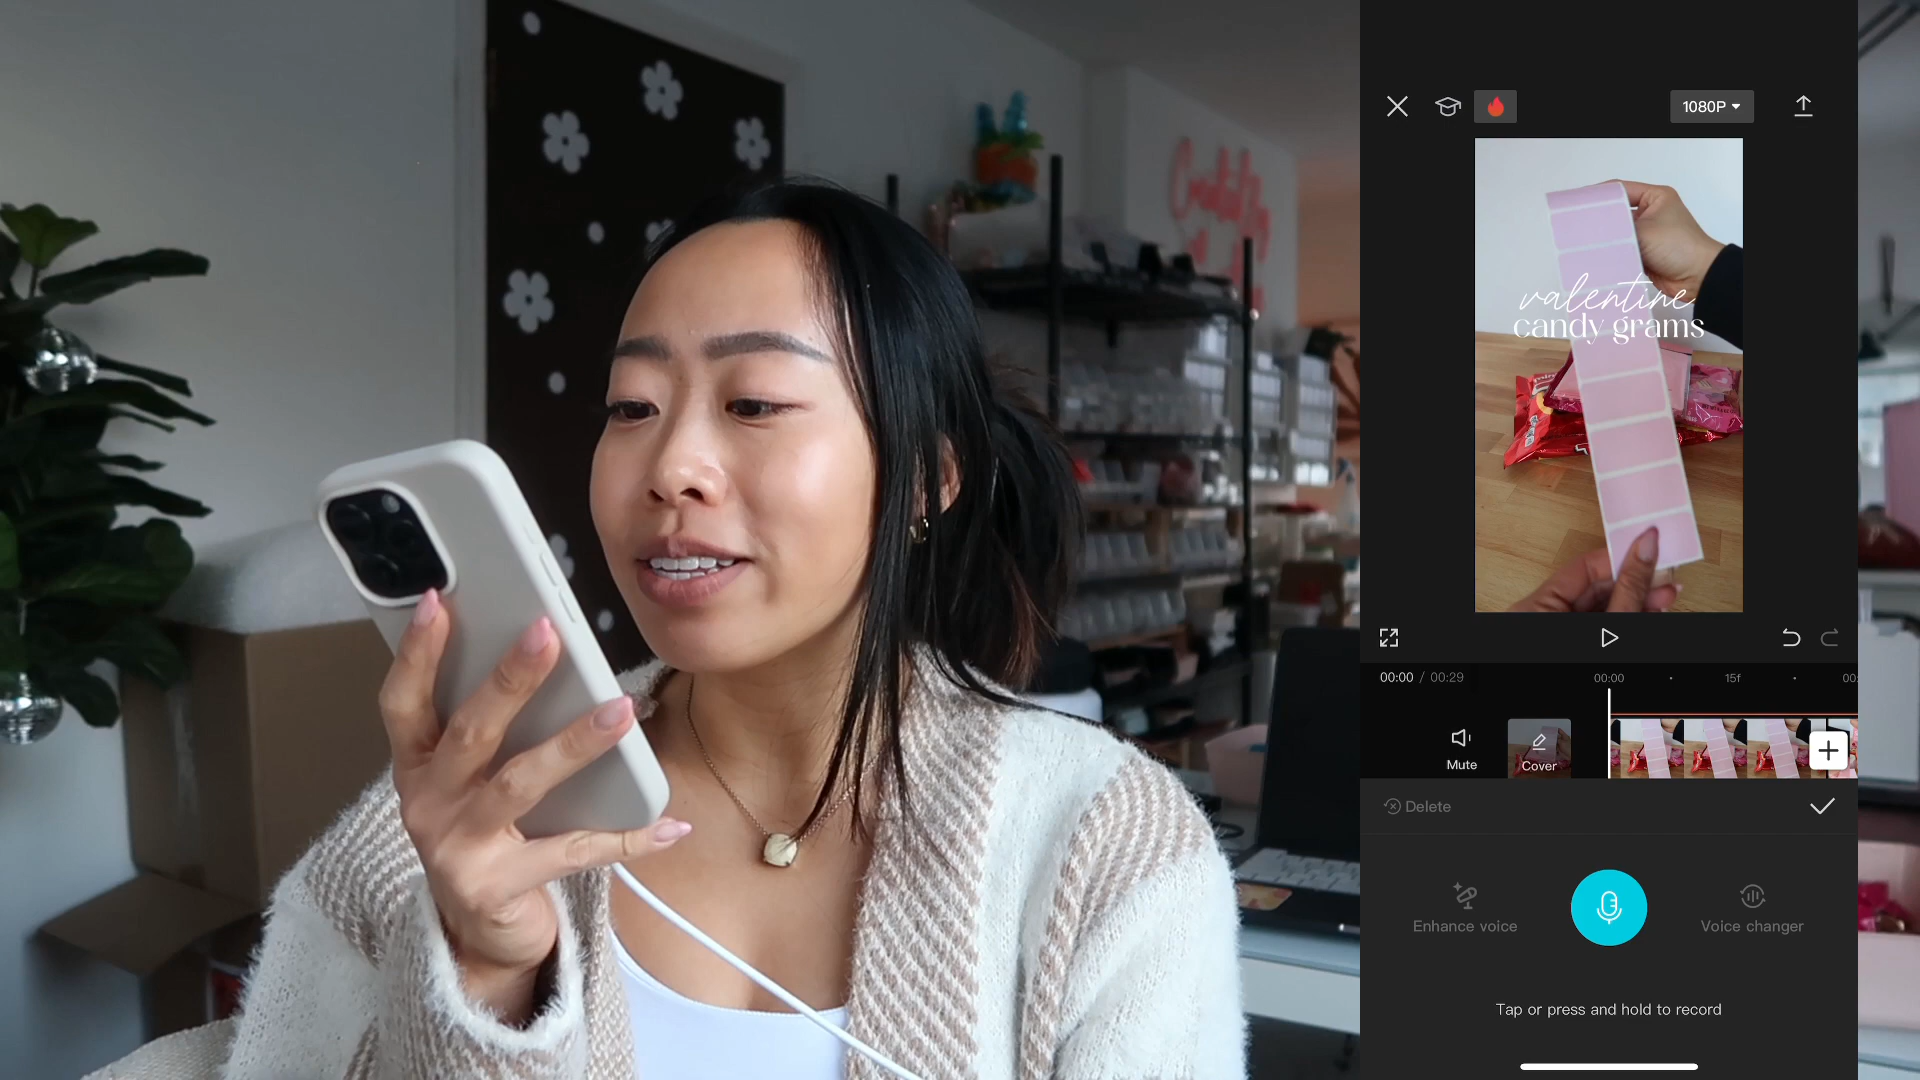 1080P
valentine
candy grams
00:00 / 00:29
00:00
15f
00:
Mute
Cover
Delete
Enhance voice
Voice changer
Tap or press and hold to record